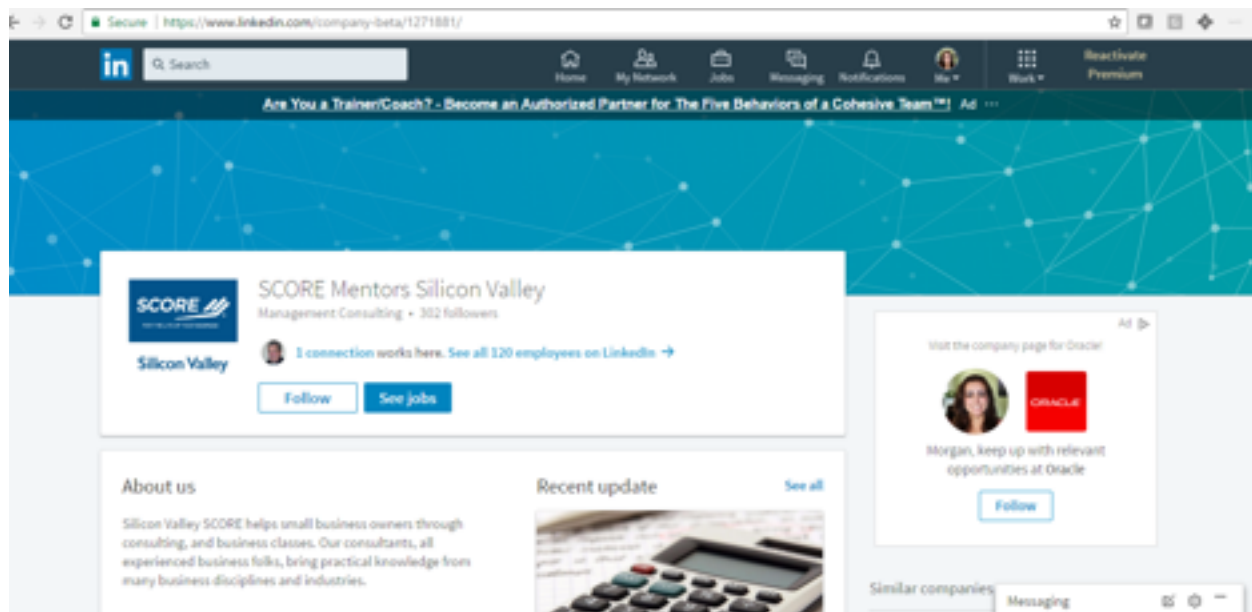 Secure | https://www.linkedin.com/company-beta/1271881/
in
Search
Home
My Network
Jobs
Messaging
Notifications
Me
Work
Reactivate
Premium
Are You a Trainer/Coach? - Become an Authorized Partner for The Five Behaviors of a Cohesive Team™! Ad ...
SCORE
Silicon Valley
SCORE Mentors Silicon Valley
Management Consulting • 302 followers
1 connection works here. See all 120 employees on LinkedIn →
Follow
See jobs
Ad
Visit the company page for Oracle!
ORACLE
Morgan, keep up with relevant
opportunities at Oracle
Follow
About us
Silicon Valley SCORE helps small business owners through
consulting, and business classes. Our consultants, all
experienced business folks, bring practical knowledge from
many business disciplines and industries.
Recent update
See all
Similar companies
Messaging